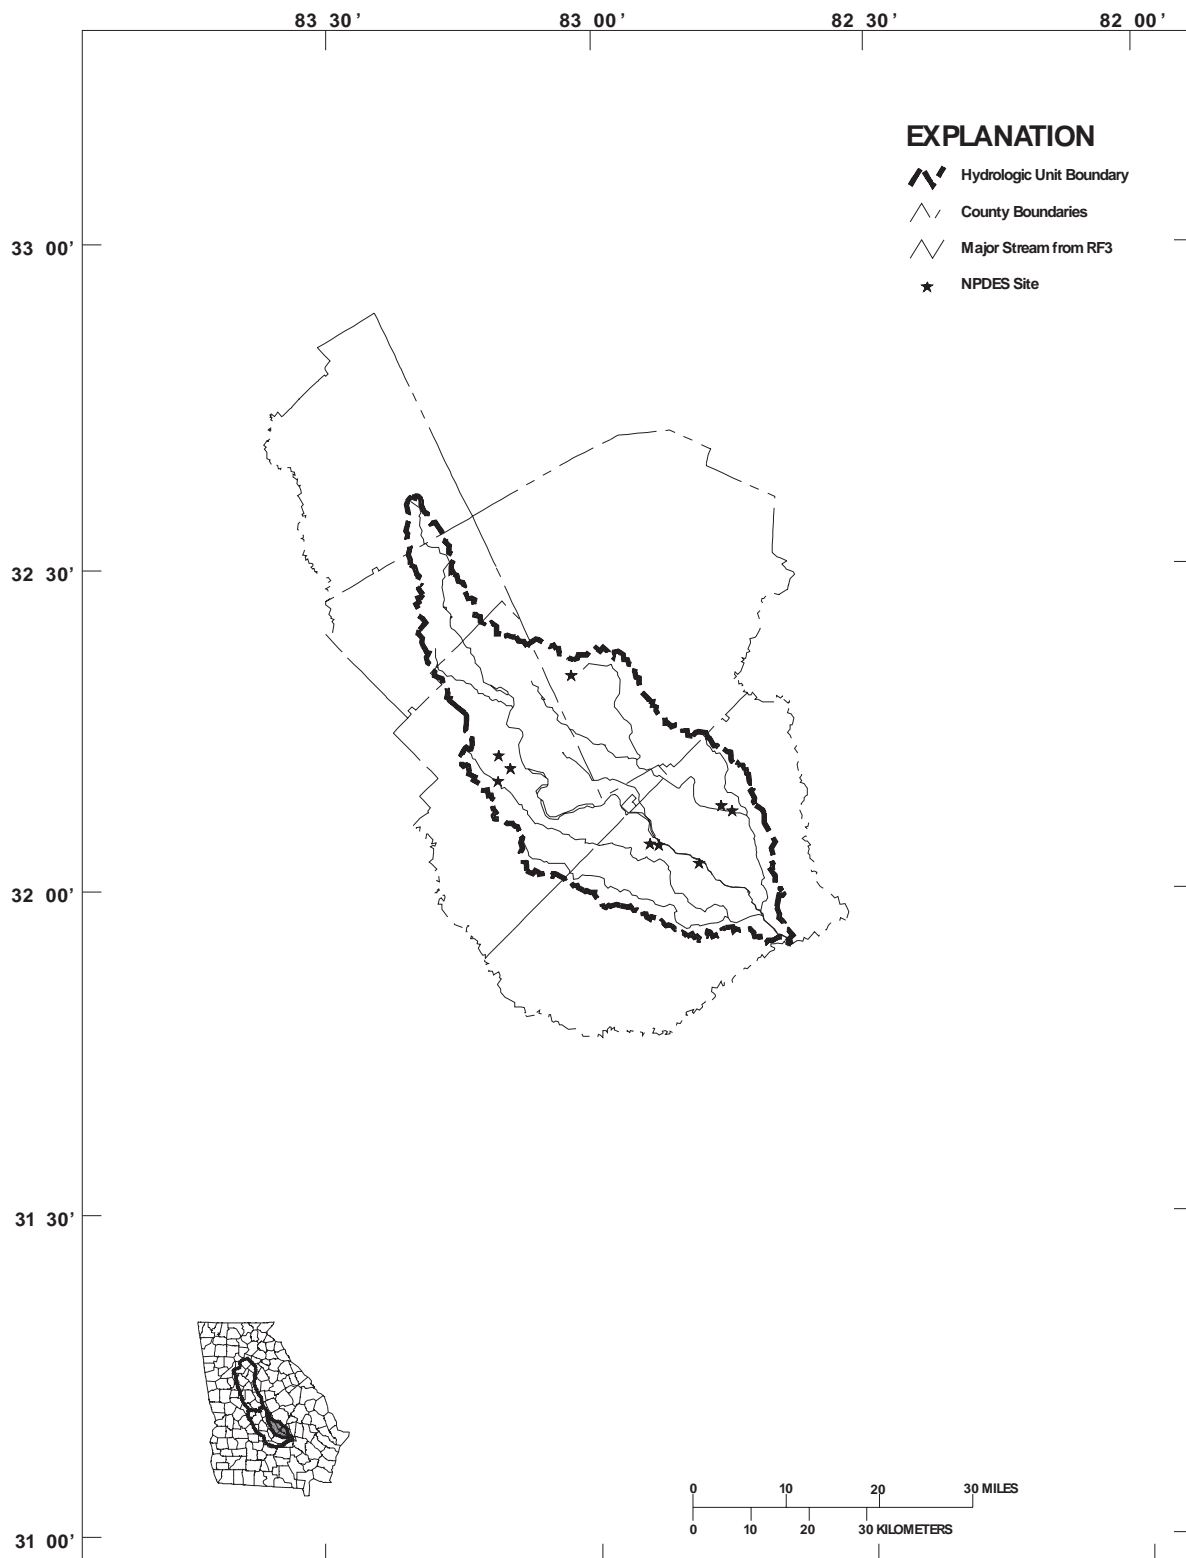 83 30' 83 00' 82 30' 82 00'
EXPLANATION
Hydrologic Unit Boundary
County Boundaries
Major Stream from RF3
NPDES Site
33 00'
32 30'
32 00'
31 30'
31 00'
0 10 20 30 MILES
0 10 20 30 KILOMETERS